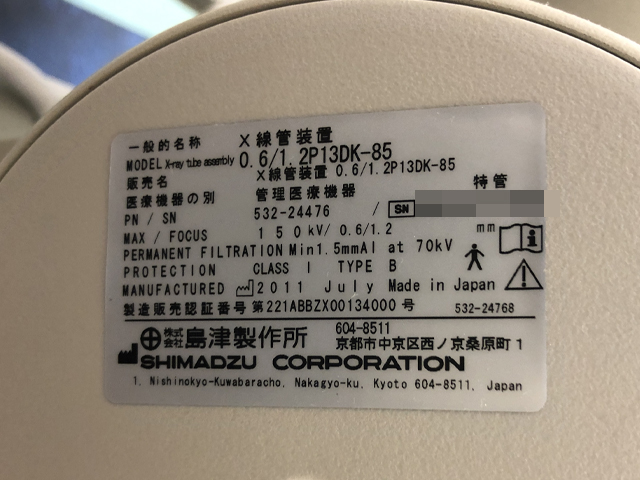 一般的名称 X線管装置
MODEL X-ray tube assembly 0.6/1.2P13DK-85
販売名 X線管装置 0.6/1.2P13DK-85
医療機器の別 管理医療機器 特管
PN / SN 532-24476 / SN
MAX / FOCUS 150kV/ 0.6/1.2 mm
PERMANENT FILTRATION Min1.5mmAl at 70kV
PROTECTION CLASS I TYPE B
MANUFACTURED 2011 July Made in Japan
製造販売認証番号 第221ABBZX00134000号 532-24768
株式会社 島津製作所 604-8511
京都市中京区西ノ京桑原町1
SHIMADZU CORPORATION
1, Nishinokyo-Kuwabaracho, Nakagyo-ku, Kyoto 604-8511, Japan